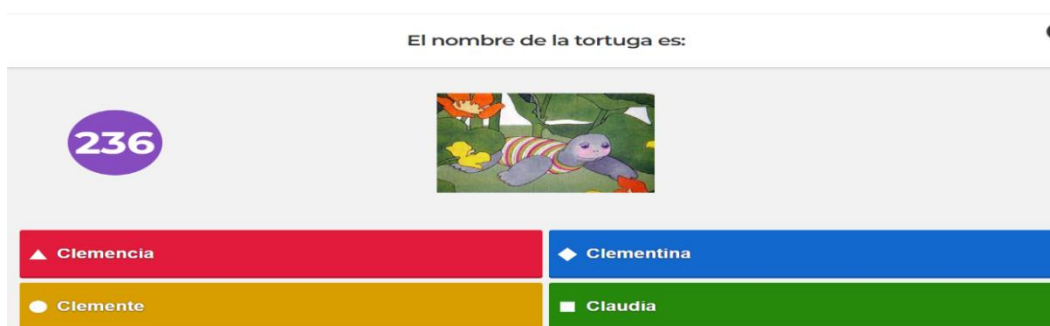 El nombre de la tortuga es:
236
Clemencia
Clementina
Clemente
Claudia